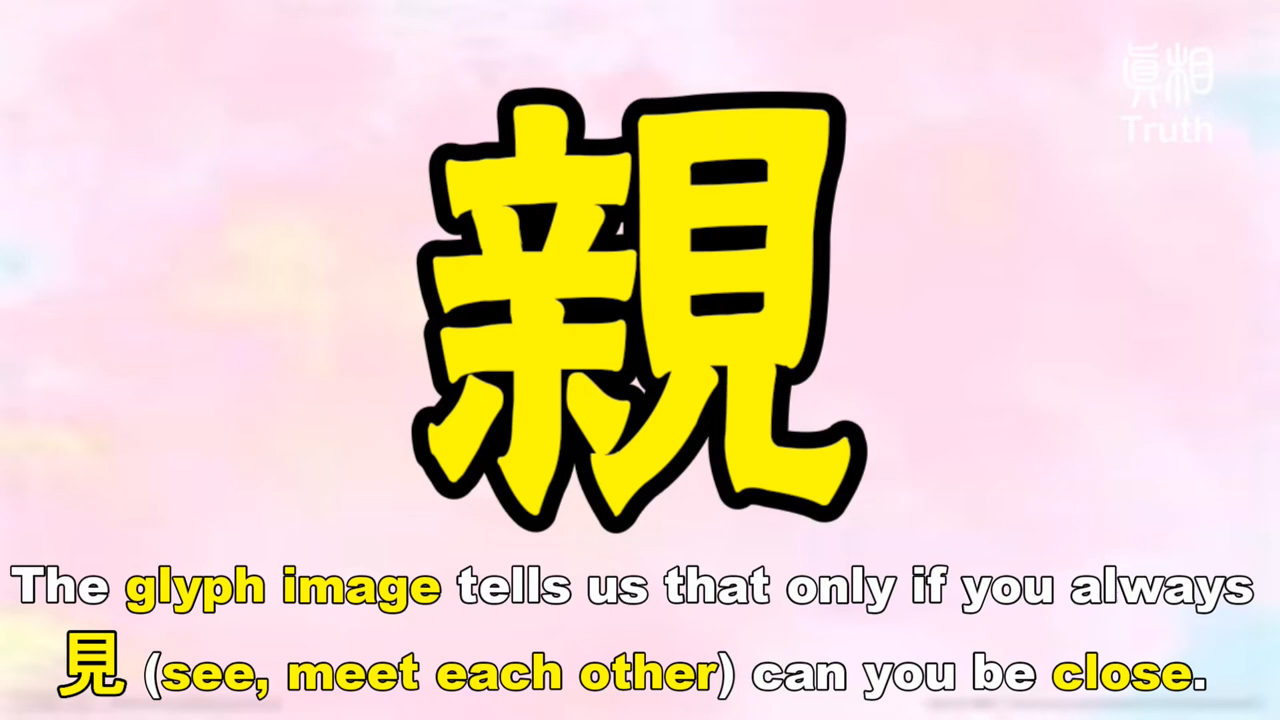 眞相
Truth
親
The glyph image tells us that only if you always
見 (see, meet each other) can you be close.